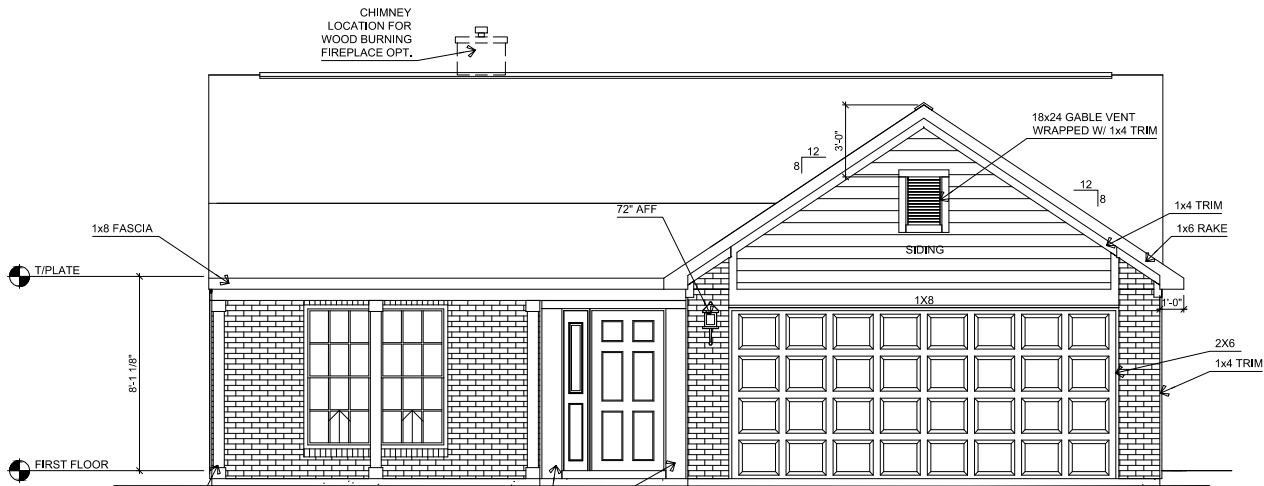 CHIMNEY
LOCATION FOR
WOOD BURNING
FIREPLACE OPT.
18x24 GABLE VENT
WRAPPED W/ 1x4 TRIM
3'-0"
12
8
12
8
72" AFF
1x4 TRIM
1x6 RAKE
1x8 FASCIA
SIDING
T/PLATE
1X8
1'-0"
8'-1 1/8"
2X6
1x4 TRIM
FIRST FLOOR